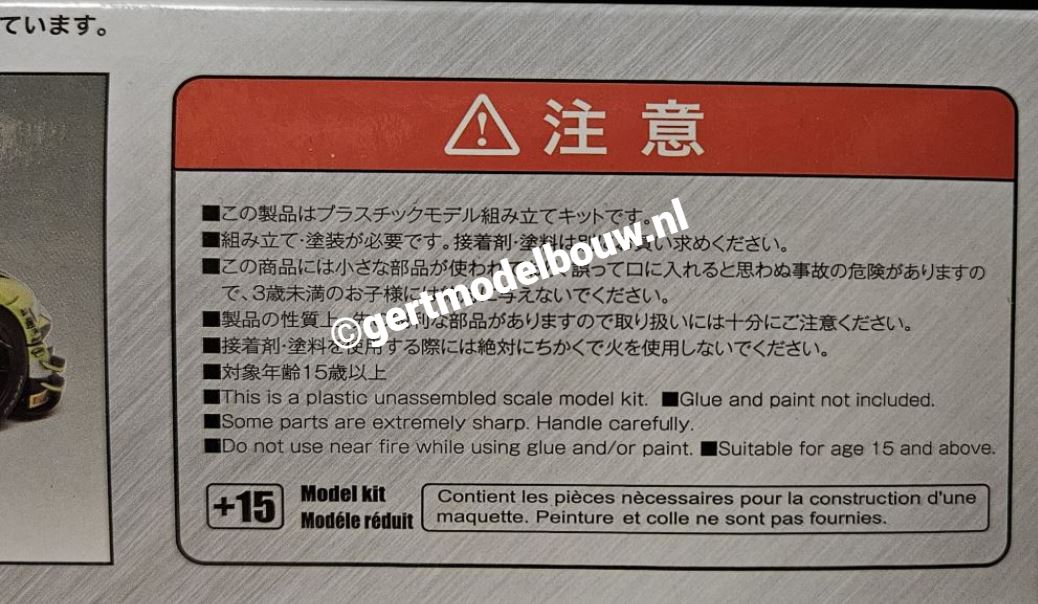 ています。
注意
■この製品はプラスチックモデル組み立てキットです。
■組み立て・塗装が必要です。接着剤・塗料は い求めください。
■この商品には小さな部品が使われ 、誤って口に入れると思わぬ事故の危険がありますの
で、3歳未満のお子様には 与えないでください。
■製品の性質上、 な部品がありますので取り扱いには十分にご注意ください。
■接着剤・塗料を使用する際には絶対にちかくで火を使用しないでください。
■対象年齢15歳以上
■This is a plastic unassembled scale model kit. ■Glue and paint not included.
■Some parts are extremely sharp. Handle carefully.
■Do not use near fire while using glue and/or paint. ■Suitable for age 15 and above.
+15
Model kit
Modéle réduit
Contient les pièces nècessaires pour la construction d'une
maquette. Peinture et colle ne sont pas fournies.
©gertmodelbouw.nl